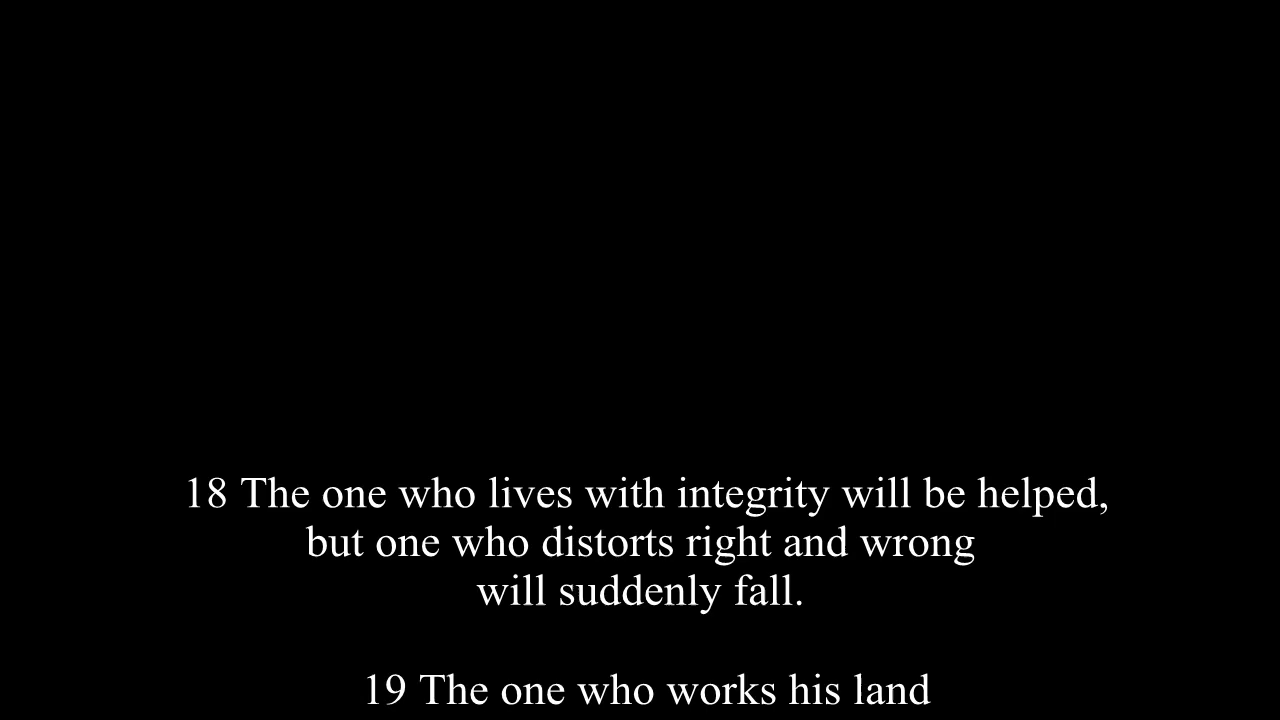 18 The one who lives with integrity will be helped,
but one who distorts right and wrong
will suddenly fall.
19 The one who works his land